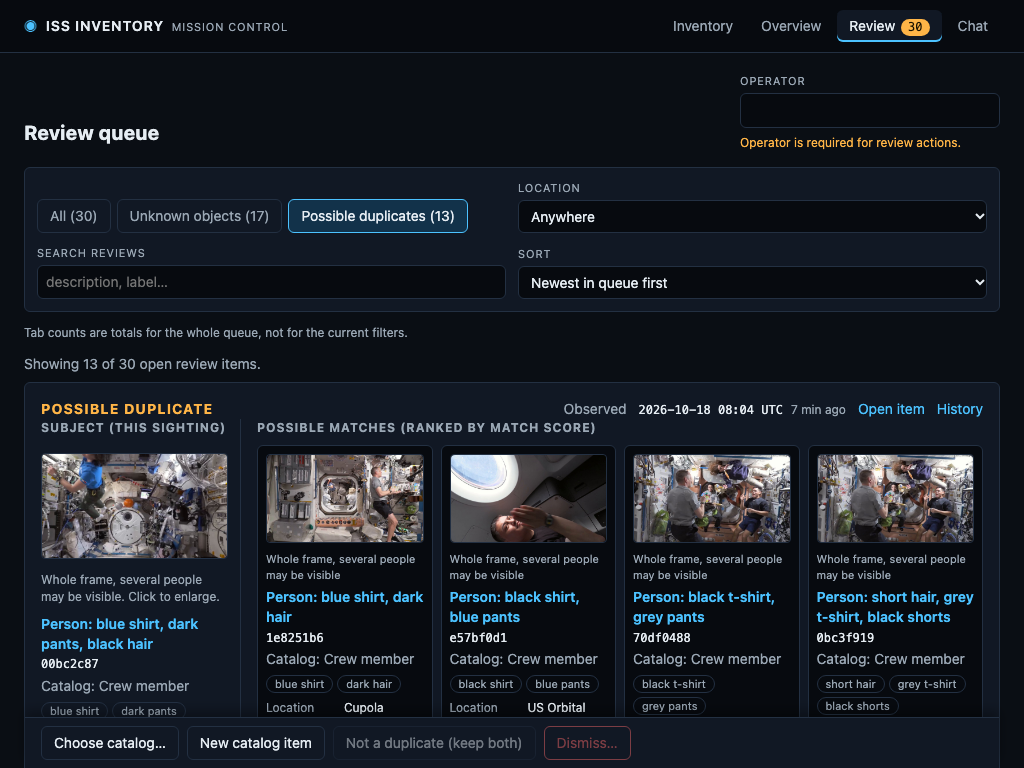 ISS INVENTORY MISSION CONTROL
Inventory Overview Review 30 Chat
OPERATOR
Review queue
Operator is required for review actions.
LOCATION
All (30) Unknown objects (17) Possible duplicates (13)
Anywhere
SEARCH REVIEWS
SORT
description, label...
Newest in queue first
Tab counts are totals for the whole queue, not for the current filters.
Showing 13 of 30 open review items.
POSSIBLE DUPLICATE
Observed 2026-10-18 08:04 UTC 7 min ago Open item History
SUBJECT (THIS SIGHTING)
Whole frame, several people
may be visible. Click to enlarge.
Person: blue shirt, dark
pants, black hair
00bc2c87
Catalog: Crew member
blue shirt dark pants
POSSIBLE MATCHES (RANKED BY MATCH SCORE)
Whole frame, several people
may be visible
Person: blue shirt, dark
hair
1e8251b6
Catalog: Crew member
blue shirt dark hair
Location Cupola
Whole frame, several people
may be visible
Person: black shirt,
blue pants
e57bf0d1
Catalog: Crew member
black shirt blue pants
Location US Orbital
Whole frame, several people
may be visible
Person: black t-shirt,
grey pants
70df0488
Catalog: Crew member
black t-shirt
grey pants
Whole frame, several people
may be visible
Person: short hair, grey
t-shirt, black shorts
0bc3f919
Catalog: Crew member
short hair grey t-shirt
black shorts
Choose catalog... New catalog item Not a duplicate (keep both) Dismiss...